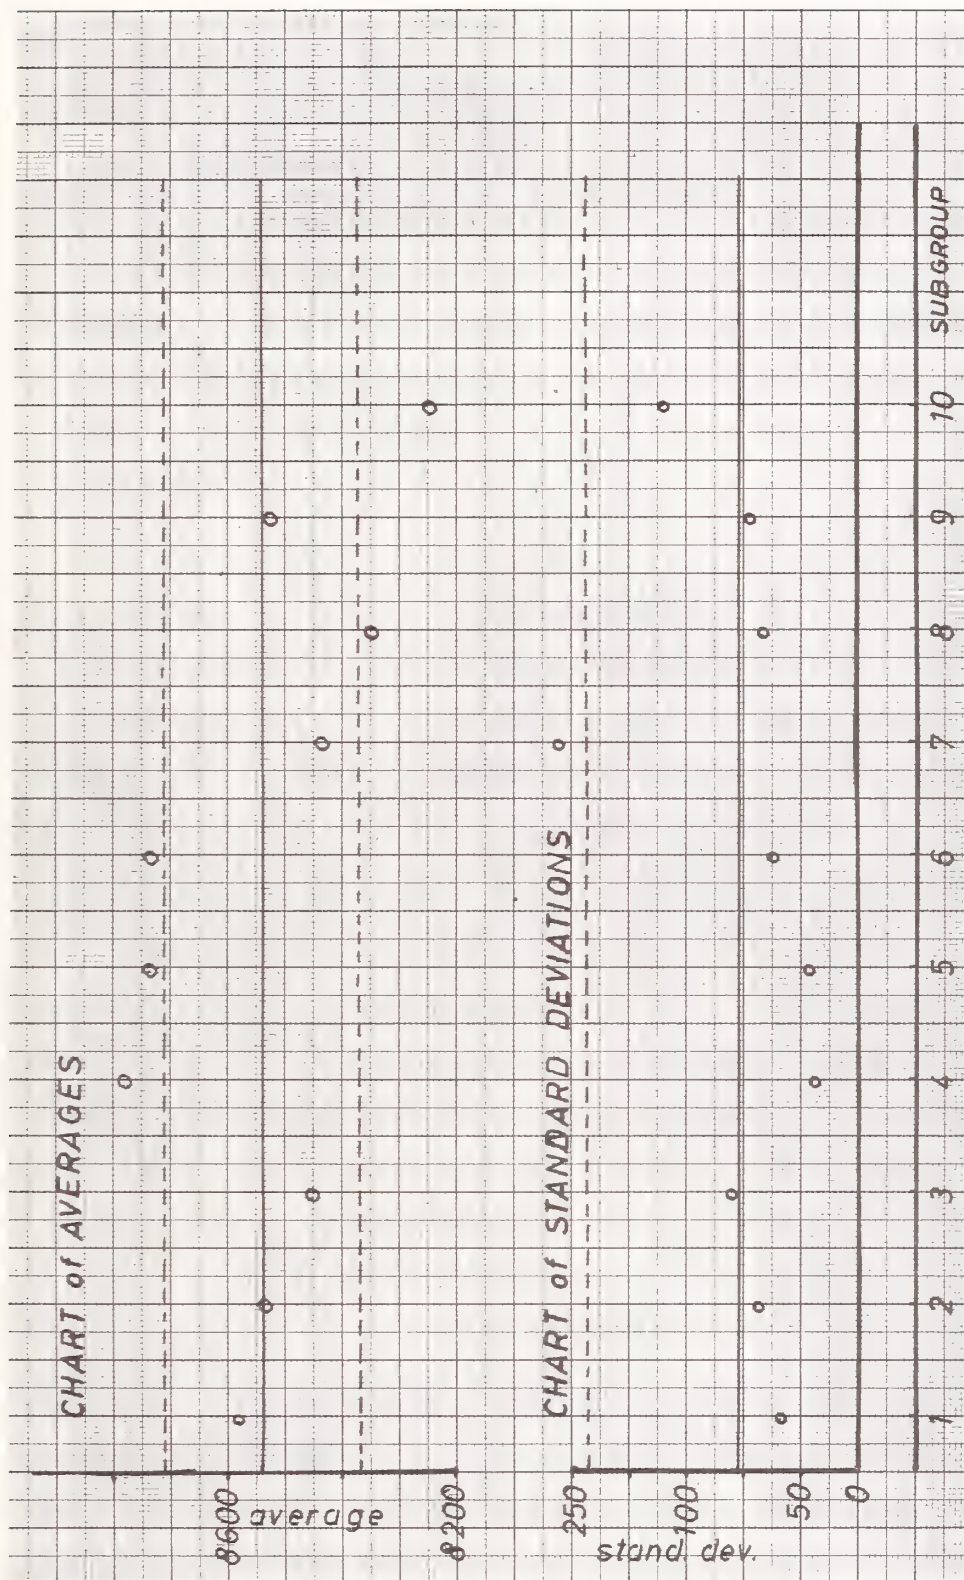 CHART of AVERAGES
8600
average
8200
CHART of STANDARD DEVIATIONS
250
100
stand. dev.
50
0
1 2 3 4 5 6 7 8 9 10 SUBGROUP